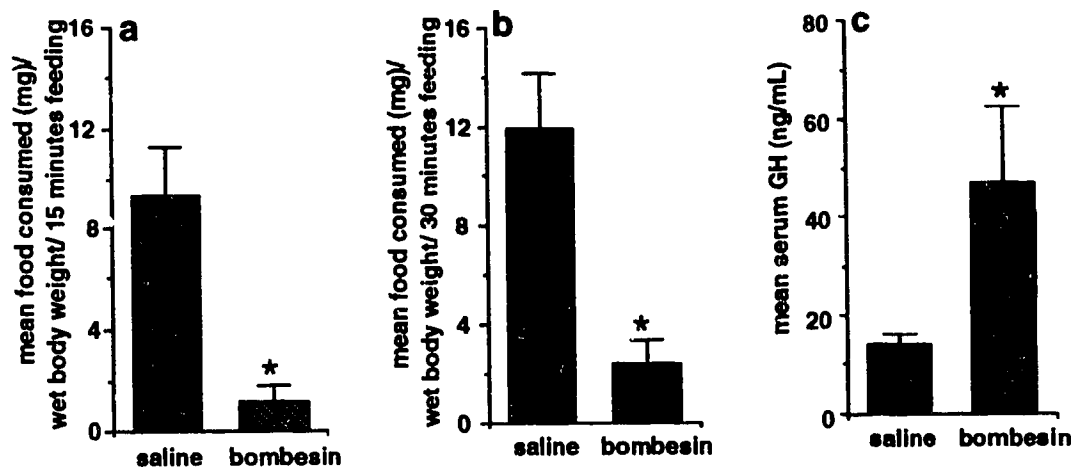 a
mean food consumed (mg)/
wet body weight/ 15 minutes feeding
16
12
8
4
0
*
saline bombesin
b
mean food consumed (mg)/
wet body weight/ 30 minutes feeding
16
12
8
4
0
*
saline bombesin
c
mean serum GH (ng/mL)
80
60
40
20
0
*
saline bombesin